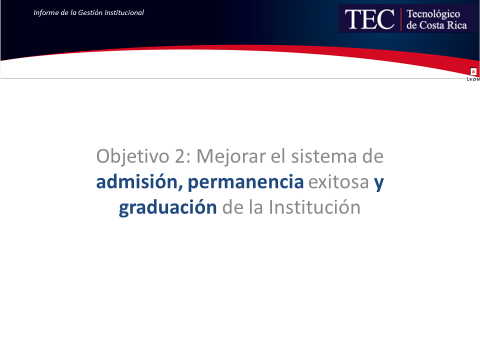 Informe de la Gestión Institucional
TEC | Tecnológico
de Costa Rica
Objetivo 2: Mejorar el sistema de
admisión, permanencia exitosa y
graduación de la Institución